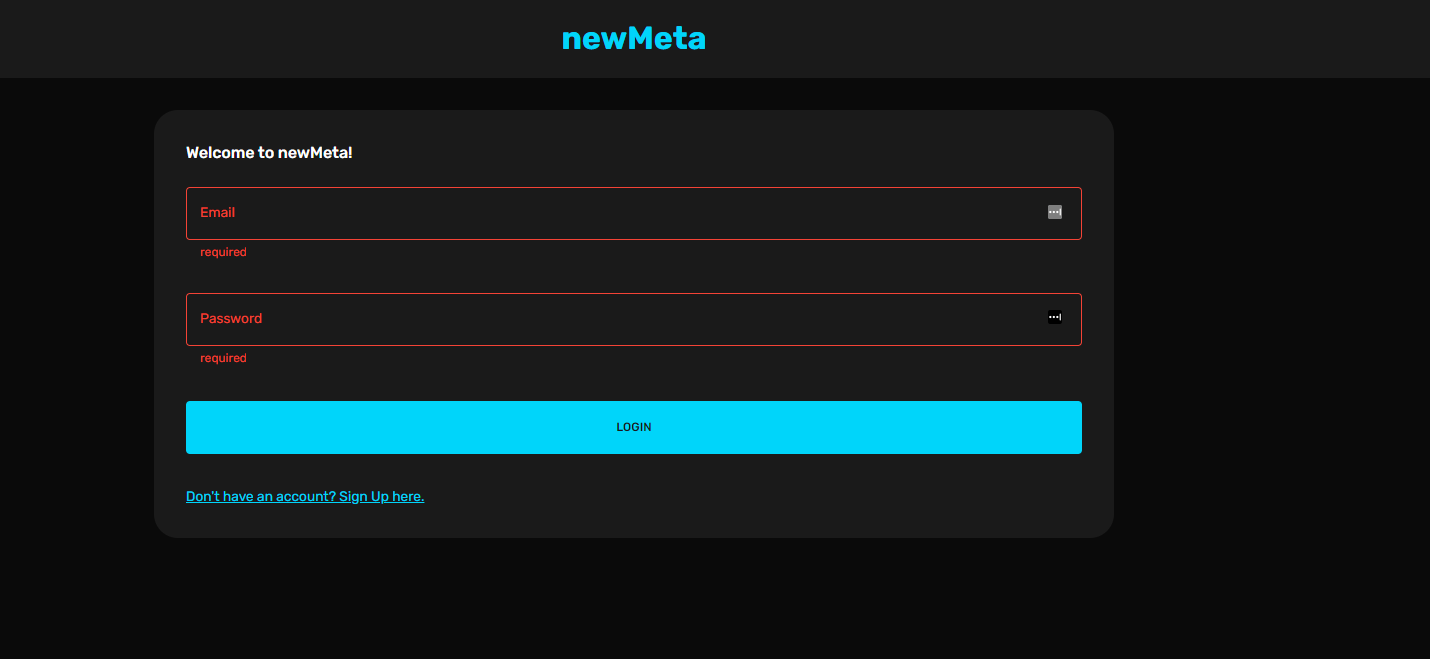 newMeta
Welcome to newMeta!
Email
required
Password
required
LOGIN
Don't have an account? Sign Up here.